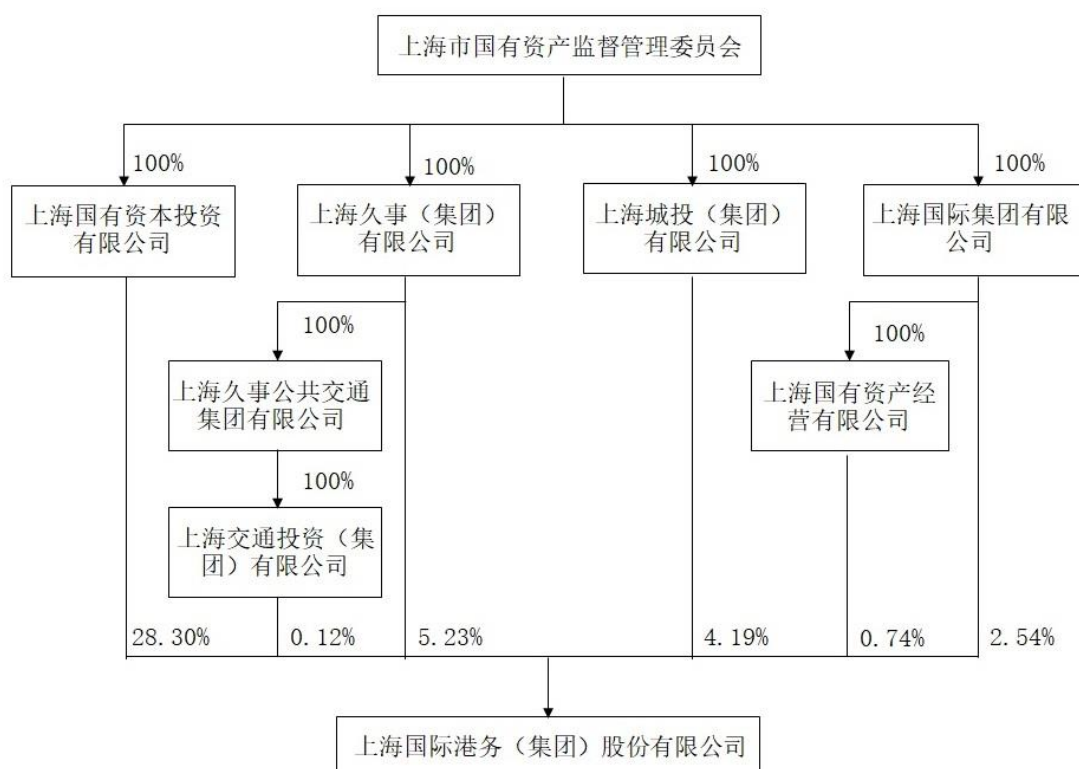 上海市国有资产监督管理委员会
100%
100%
100%
100%
上海国有资本投资
有限公司
上海久事（集团）
有限公司
上海城投（集团）
有限公司
上海国际集团有限
公司
100%
100%
上海久事公共交通
集团有限公司
上海国有资产经
营有限公司
100%
上海交通投资（集
团）有限公司
28.30%
0.12%
5.23%
4.19%
0.74%
2.54%
上海国际港务（集团）股份有限公司